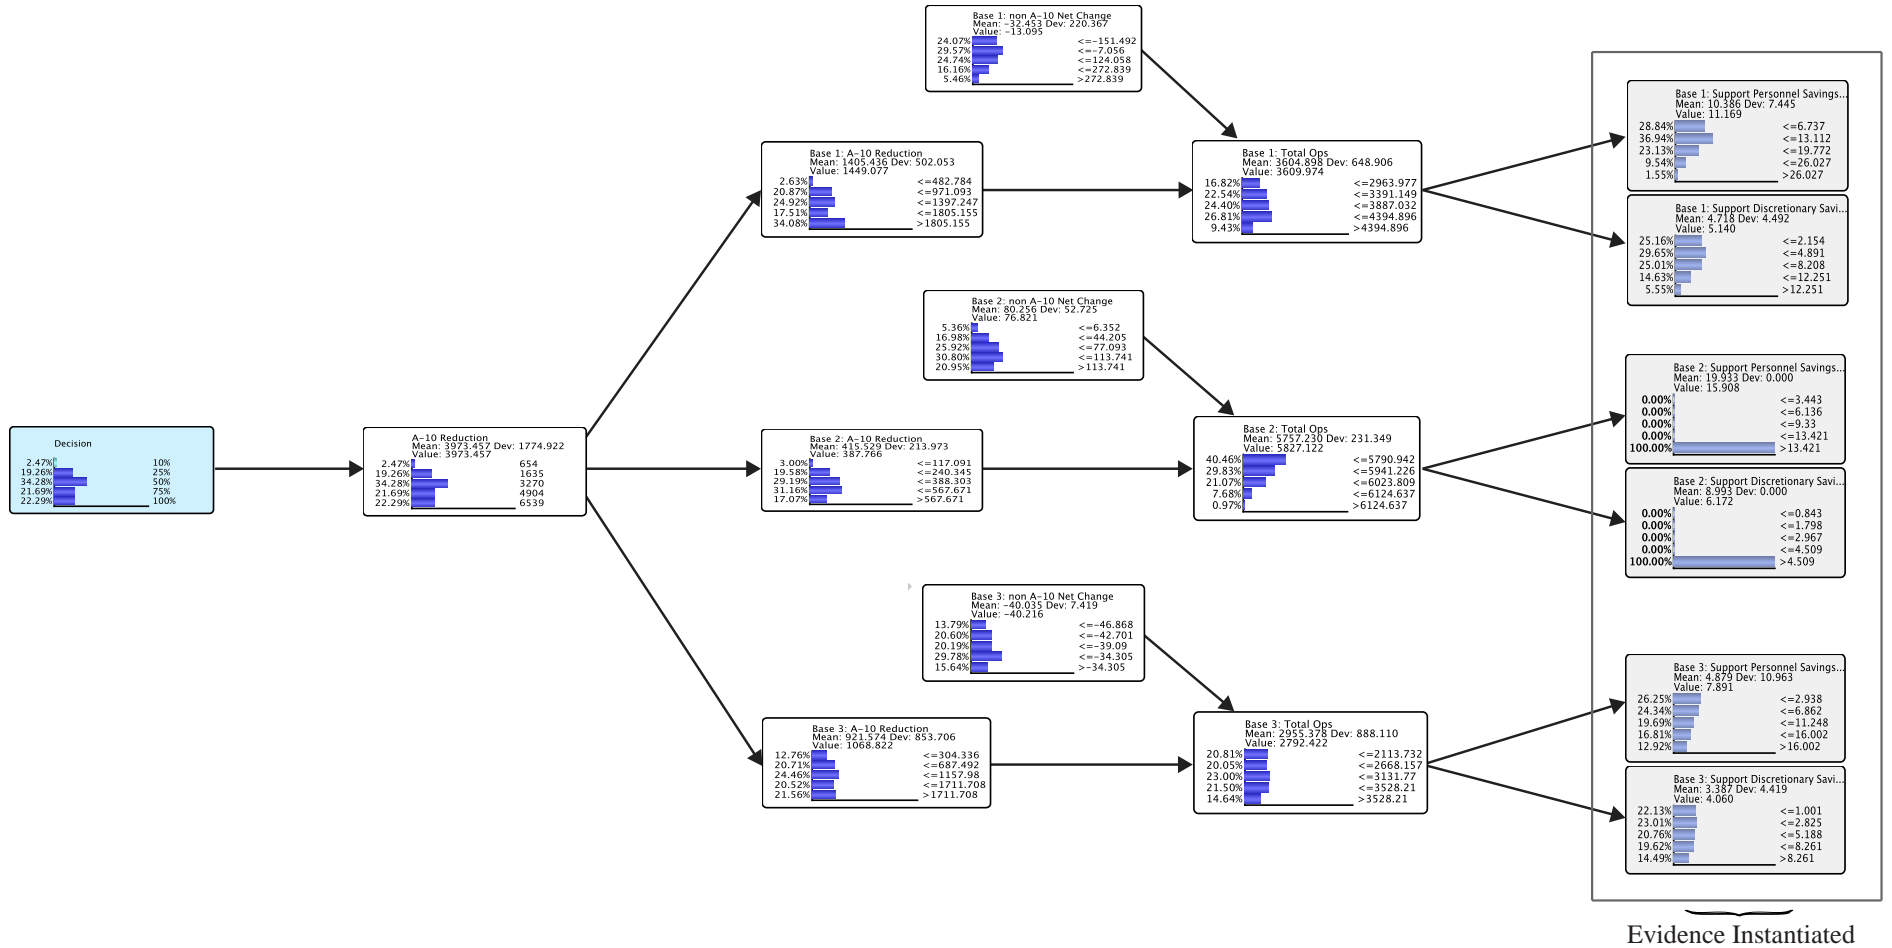 Decision
2.47% 10%
19.26% 25%
34.28% 50%
21.69% 75%
22.29% 100%
A-10 Reduction
Mean: 3973.457 Dev: 1774.922
Value: 3973.457
2.47% 654
19.26% 1635
34.28% 3270
21.69% 4904
22.29% 6539
Base 1: A-10 Reduction
Mean: 1405.436 Dev: 502.053
Value: 1449.077
2.63% <=482.784
20.87% <=971.093
24.92% <=1397.247
17.51% <=1805.155
34.08% >1805.155
Base 2: A-10 Reduction
Mean: 415.529 Dev: 213.973
Value: 387.766
3.00% <=117.091
19.58% <=240.345
29.19% <=388.303
31.16% <=567.671
17.07% >567.671
Base 3: A-10 Reduction
Mean: 921.574 Dev: 853.706
Value: 1068.822
12.76% <=304.336
20.71% <=687.492
24.46% <=1157.98
20.52% <=1711.708
21.56% >1711.708
Base 1: non A-10 Net Change
Mean: -32.453 Dev: 220.367
Value: -13.095
24.07% <=-151.492
29.57% <=-7.056
24.74% <=124.058
16.16% <=272.839
5.46% >272.839
Base 2: non A-10 Net Change
Mean: 80.256 Dev: 52.725
Value: 76.821
5.36% <=6.352
16.98% <=44.205
25.92% <=77.093
30.80% <=113.741
20.95% >113.741
Base 3: non A-10 Net Change
Mean: -40.035 Dev: 7.419
Value: -40.216
13.79% <=-46.868
20.60% <=-42.701
20.19% <=-39.09
29.78% <=-34.305
15.64% >-34.305
Base 1: Total Ops
Mean: 3604.898 Dev: 648.906
Value: 3609.974
16.82% <=2963.977
22.54% <=3391.149
24.40% <=3887.032
26.81% <=4394.896
9.43% >4394.896
Base 2: Total Ops
Mean: 5757.230 Dev: 231.349
Value: 5827.122
40.46% <=5790.942
29.83% <=5941.226
21.07% <=6023.809
7.68% <=6124.637
0.97% >6124.637
Base 3: Total Ops
Mean: 2955.378 Dev: 888.110
Value: 2792.422
20.81% <=2113.732
20.05% <=2668.157
23.00% <=3131.77
21.50% <=3528.21
14.64% >3528.21
Base 1: Support Personnel Savings...
Mean: 10.386 Dev: 7.445
Value: 11.169
28.84% <=6.737
36.94% <=13.112
23.13% <=19.772
9.54% <=26.027
1.55% >26.027
Base 1: Support Discretionary Savi...
Mean: 4.718 Dev: 4.492
Value: 5.140
25.16% <=2.154
29.65% <=4.891
25.01% <=8.208
14.63% <=12.251
5.55% >12.251
Base 2: Support Personnel Savings...
Mean: 19.933 Dev: 0.000
Value: 15.908
0.00% <=3.443
0.00% <=6.136
0.00% <=9.33
0.00% <=13.421
100.00% >13.421
Base 2: Support Discretionary Savi...
Mean: 8.993 Dev: 0.000
Value: 6.172
0.00% <=0.843
0.00% <=1.798
0.00% <=2.967
0.00% <=4.509
100.00% >4.509
Base 3: Support Personnel Savings...
Mean: 4.879 Dev: 10.963
Value: 7.891
26.25% <=2.938
24.34% <=6.862
19.69% <=11.248
16.81% <=16.002
12.92% >16.002
Base 3: Support Discretionary Savi...
Mean: 3.387 Dev: 4.419
Value: 4.060
22.13% <=1.001
23.01% <=2.825
20.76% <=5.188
19.62% <=8.261
14.49% >8.261
Evidence Instantiated